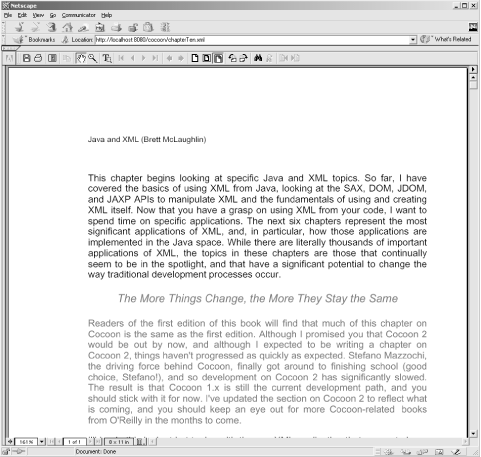 Netscape
File Edit View Go Communicator Help
Bookmarks Location: http://localhost:8080/cocoon/chapterTen.xml What's Related
Java and XML (Brett McLaughlin)
This chapter begins looking at specific Java and XML topics. So far, I have
covered the basics of using XML from Java, looking at the SAX, DOM, JDOM,
and JAXP APIs to manipulate XML and the fundamentals of using and creating
XML itself. Now that you have a grasp on using XML from your code, I want to
spend time on specific applications. The next six chapters represent the most
significant applications of XML, and, in particular, how those applications are
implemented in the Java space. While there are literally thousands of important
applications of XML, the topics in these chapters are those that continually
seem to be in the spotlight, and that have a significant potential to change the
way traditional development processes occur.
The More Things Change, the More They Stay the Same
Readers of the first edition of this book will find that much of this chapter on
Cocoon is the same as the first edition. Although I promised you that Cocoon 2
would be out by now, and although I expected to be writing a chapter on
Cocoon 2, things haven't progressed as quickly as expected. Stefano Mazzochi,
the driving force behind Cocoon, finally got around to finishing school (good
choice, Stefano!), and so development on Cocoon 2 has significantly slowed.
The result is that Cocoon 1.x is still the current development path, and you
should stick with it for now. I've updated the section on Cocoon 2 to reflect what
is coming, and you should keep an eye out for more Cocoon-related books
from O'Reilly in the months to come.
161% 1 of 1 8 x 11 in
Document: Done